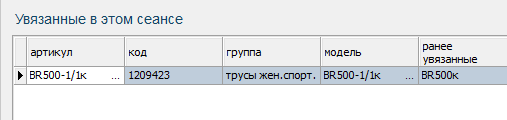 Увязанные в этом сеансе
артикул код группа модель ранее увязанные
BR500-1/1к ... 1209423 трусы жен.спорт. BR500-1/1к ... BR500к